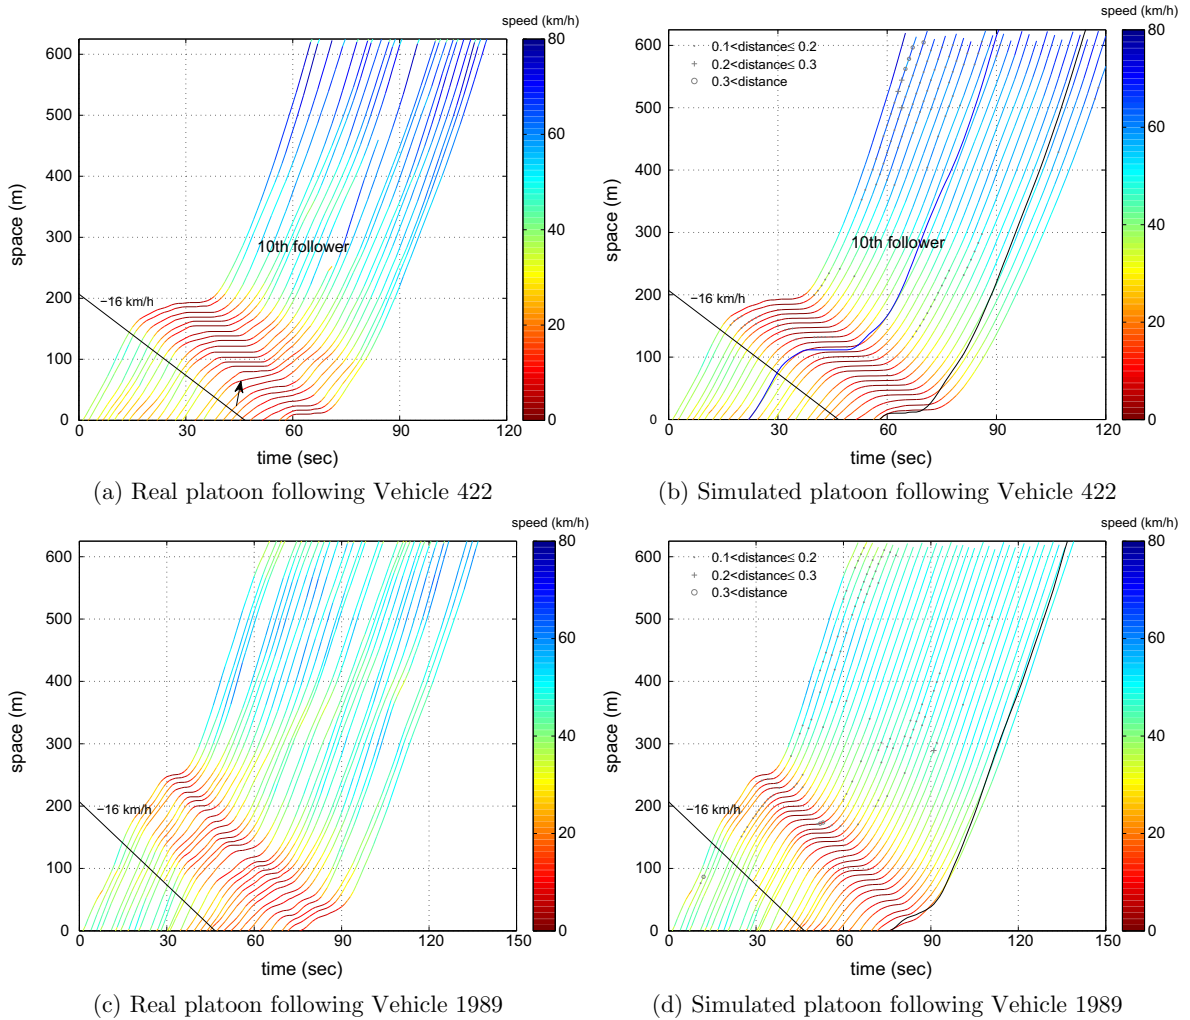 speed (km/h)
600
500
400
300
200
100
0
space (m)
10th follower
−16 km/h
0 30 60 90 120
time (sec)
80
60
40
20
0
(a) Real platoon following Vehicle 422
speed (km/h)
600
500
400
300
200
100
0
space (m)
0.1<distance≤ 0.2
0.2<distance≤ 0.3
0.3<distance
10th follower
−16 km/h
0 30 60 90 120
time (sec)
80
60
40
20
0
(b) Simulated platoon following Vehicle 422
speed (km/h)
600
500
400
300
200
100
0
space (m)
−16 km/h
0 30 60 90 120 150
time (sec)
80
60
40
20
0
(c) Real platoon following Vehicle 1989
speed (km/h)
600
500
400
300
200
100
0
space (m)
0.1<distance≤ 0.2
0.2<distance≤ 0.3
0.3<distance
−16 km/h
0 30 60 90 120 150
time (sec)
80
60
40
20
0
(d) Simulated platoon following Vehicle 1989